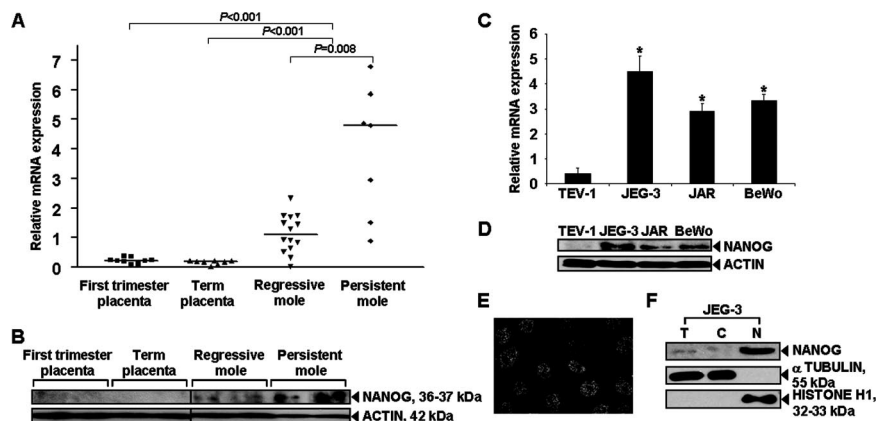 A
P<0.001
P<0.001
P=0.008
Relative mRNA expression
7
6
5
4
3
2
1
0
First trimester placenta
Term placenta
Regressive mole
Persistent mole
B
First trimester placenta
Term placenta
Regressive mole
Persistent mole
NANOG, 36-37 kDa
ACTIN, 42 kDa
C
Relative mRNA expression
6
5
4
3
2
1
0
*
*
*
TEV-1 JEG-3 JAR BeWo
D
TEV-1 JEG-3 JAR BeWo
NANOG
ACTIN
E
F
JEG-3
T C N
NANOG
α TUBULIN,
55 kDa
HISTONE H1,
32-33 kDa